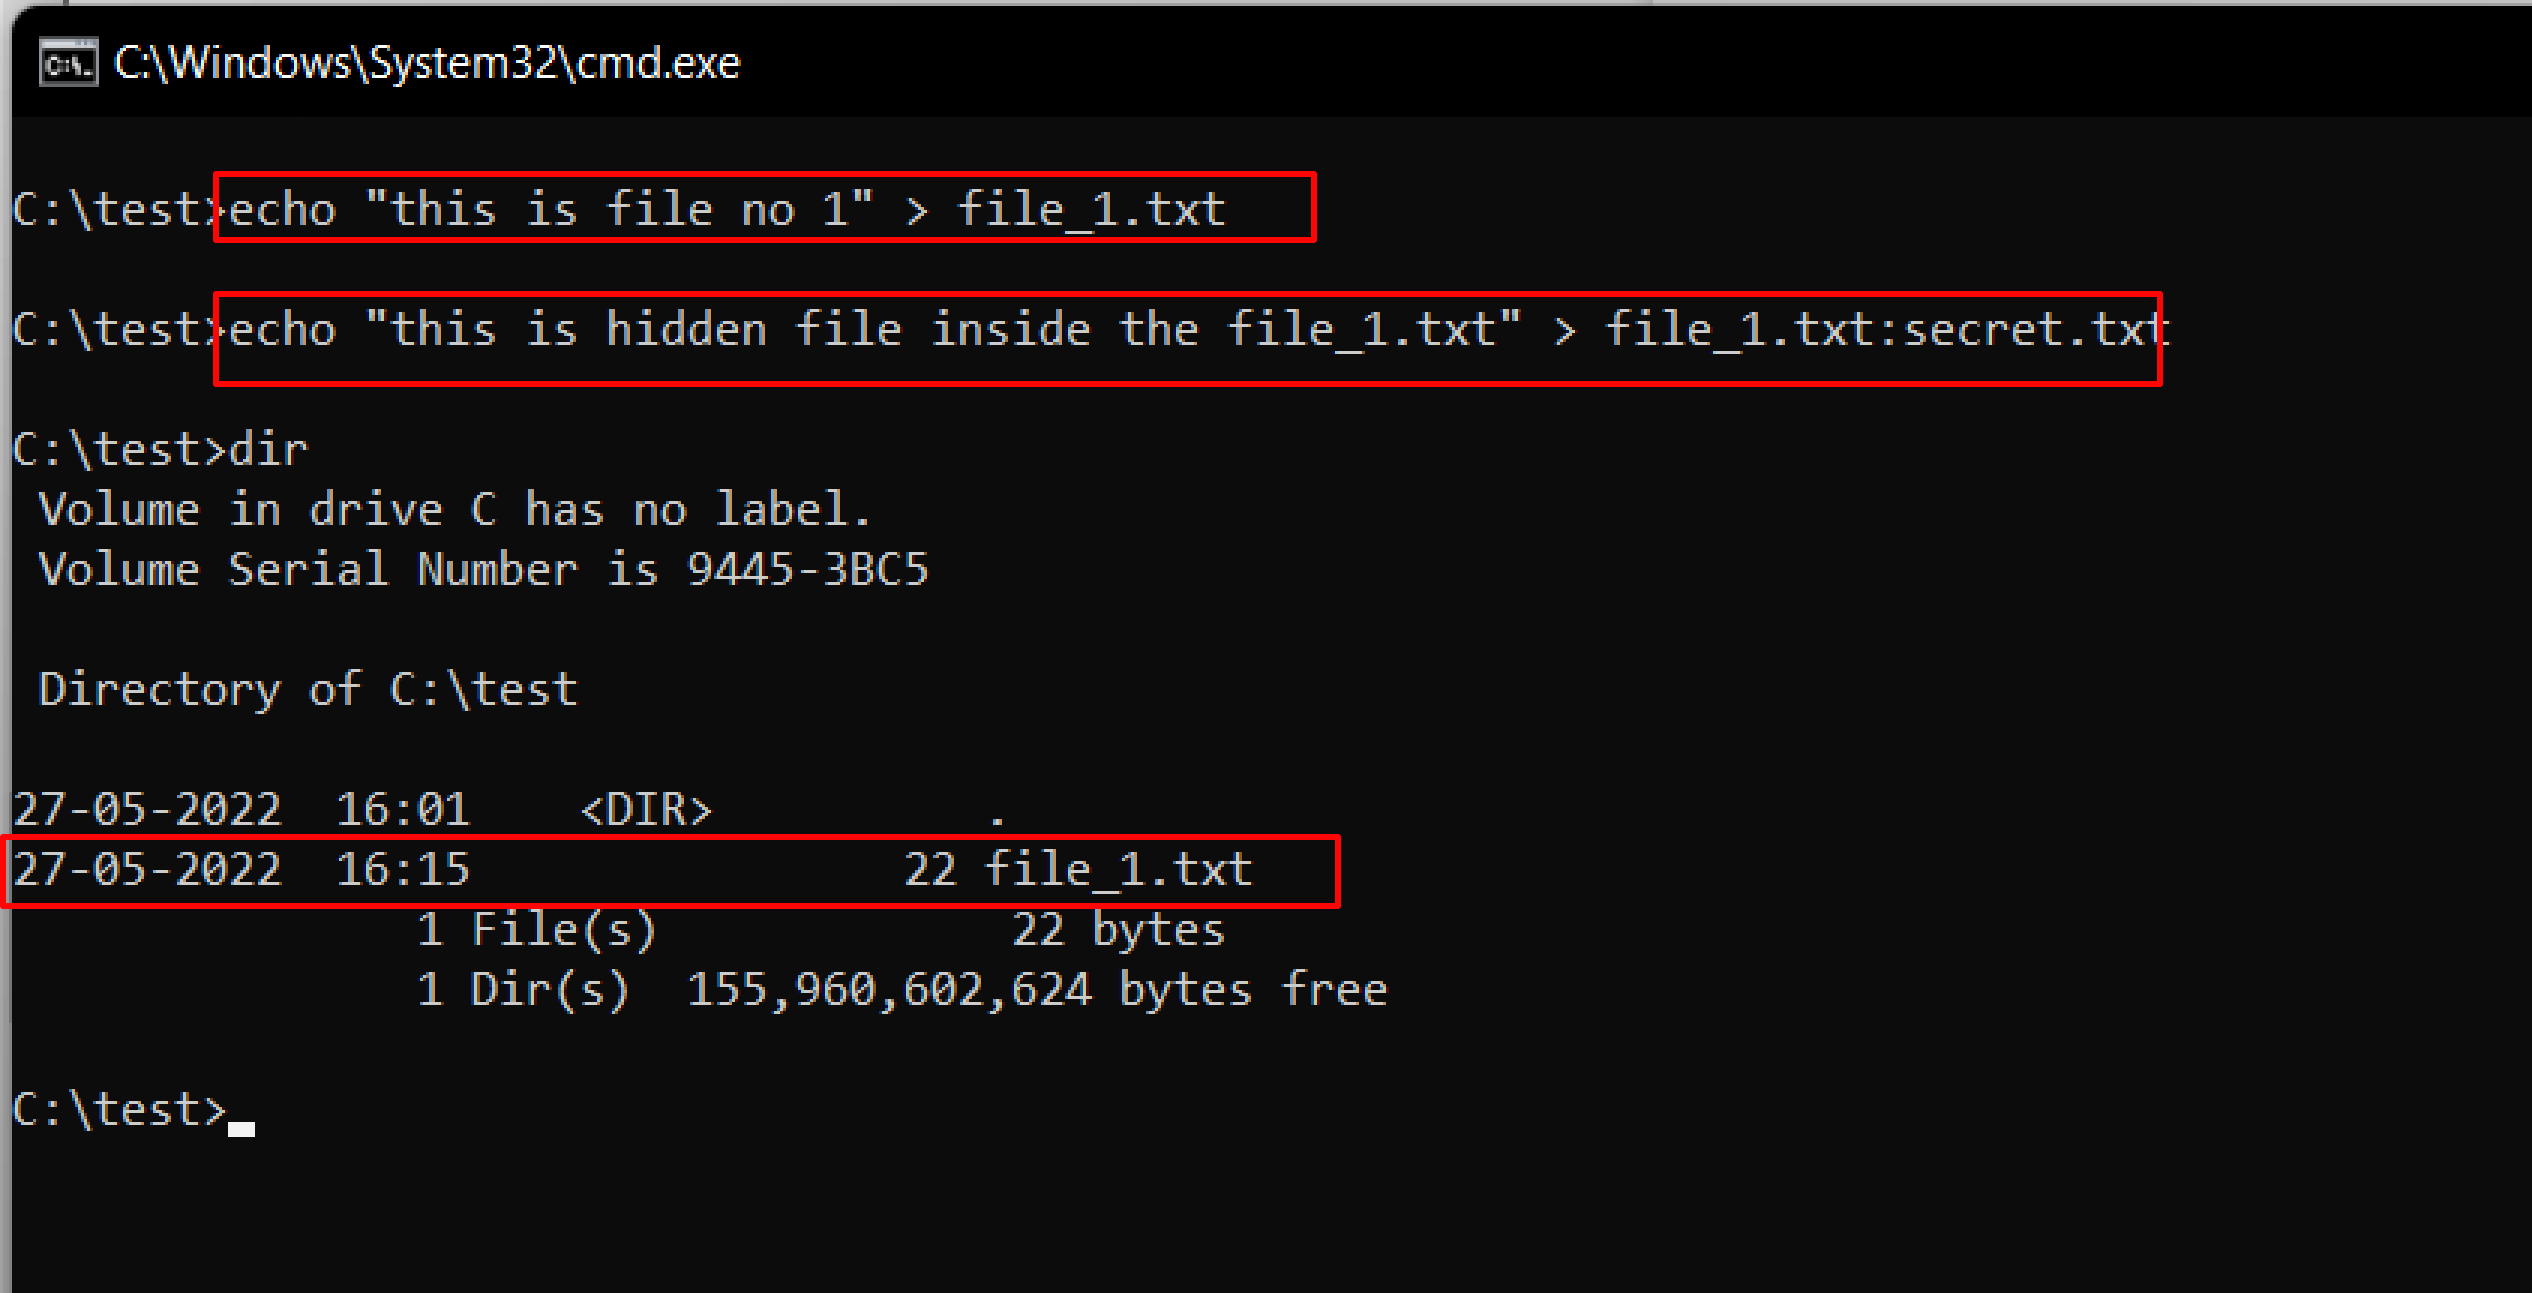 C:\Windows\System32\cmd.exe
C:\test>echo "this is file no 1" > file_1.txt
C:\test>echo "this is hidden file inside the file_1.txt" > file_1.txt:secret.txt
C:\test>dir
 Volume in drive C has no label.
 Volume Serial Number is 9445-3BC5
 Directory of C:\test
27-05-2022  16:01    <DIR>          .
27-05-2022  16:15                22 file_1.txt
               1 File(s)             22 bytes
               1 Dir(s)  155,960,602,624 bytes free
C:\test>